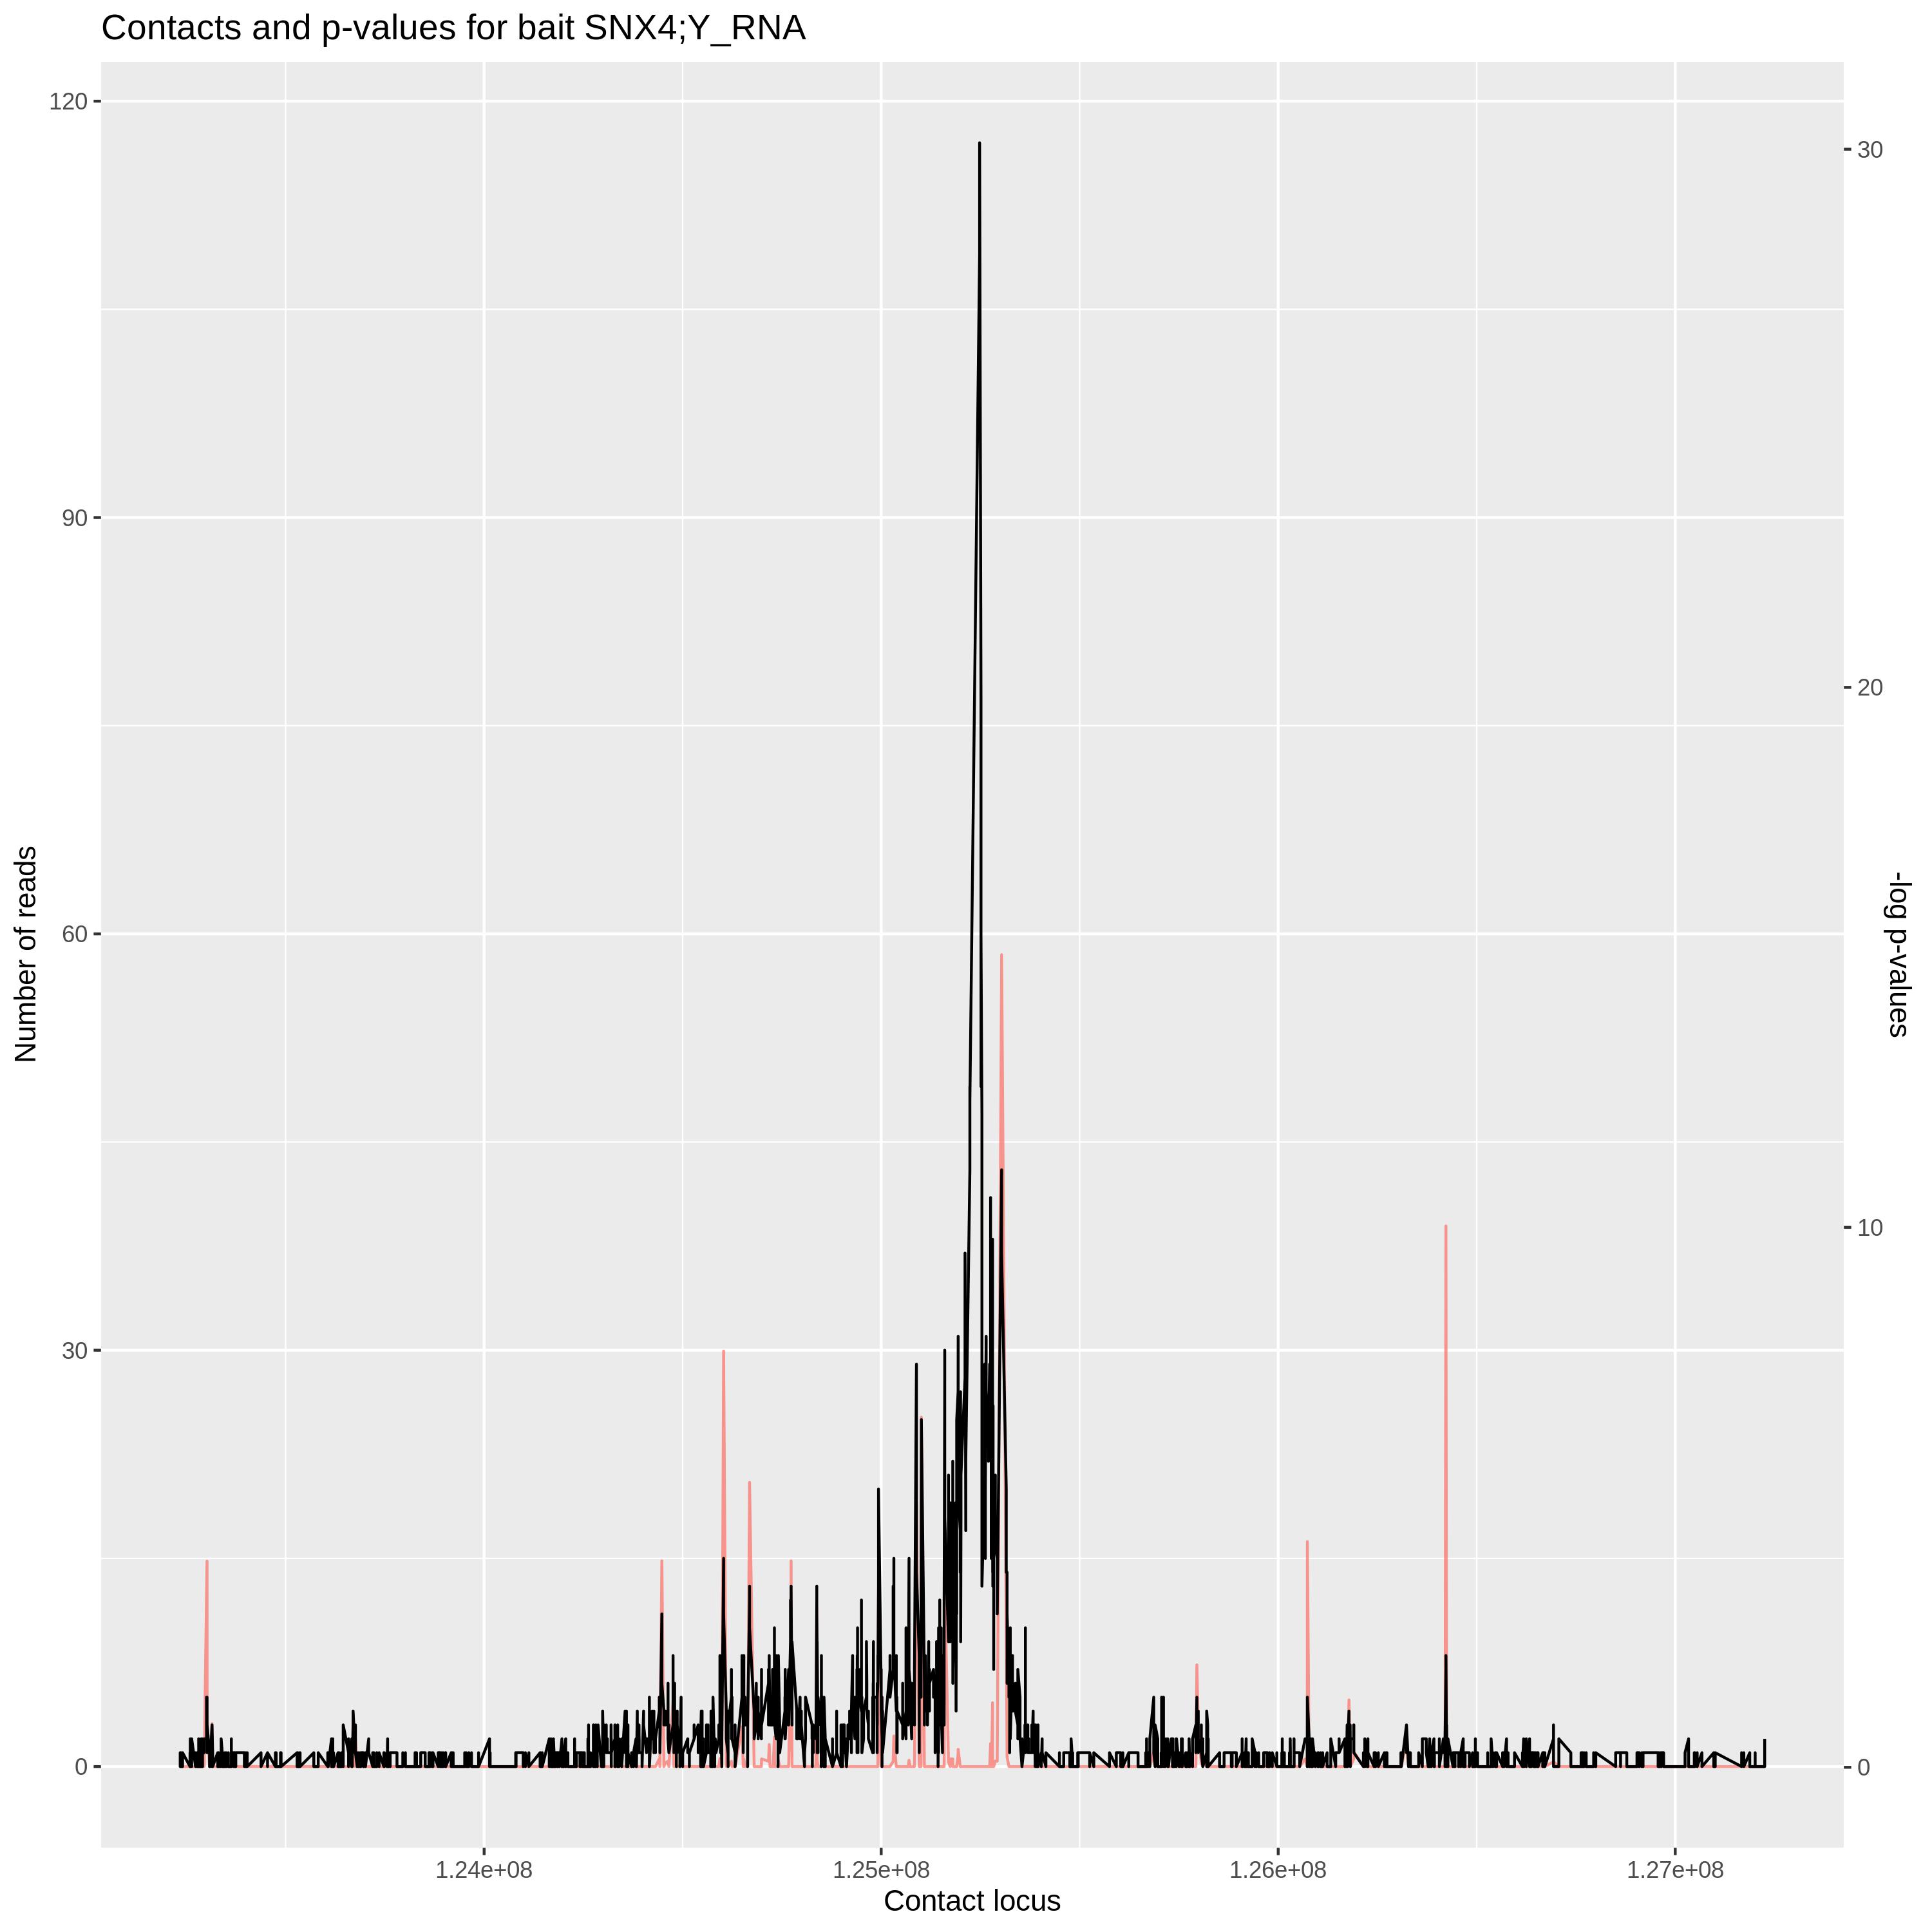 Contacts and p-values for bait SNX4;Y_RNA
120
90
60
30
0
Number of reads
30
20
10
0
-log p-values
1.24e+08
1.25e+08
1.26e+08
1.27e+08
Contact locus